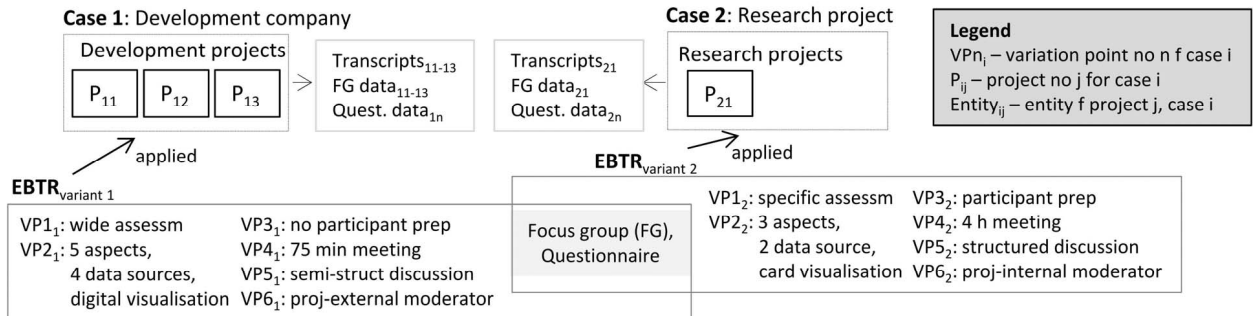 Case 1: Development company
Development projects
P11 P12 P13
Transcripts11-13
FG data11-13
Quest. data1n
Transcripts21
FG data21
Quest. data2n
Case 2: Research project
Research projects
P21
Legend
VPni – variation point no n f case i
Pij – project no j for case i
Entityij – entity f project j, case i
applied
EBTRvariant 1
applied
EBTRvariant 2
VP11: wide assessm
VP21: 5 aspects,
4 data sources,
digital visualisation
VP31: no participant prep
VP41: 75 min meeting
VP51: semi-struct discussion
VP61: proj-external moderator
Focus group (FG),
Questionnaire
VP12: specific assessm
VP22: 3 aspects,
2 data source,
card visualisation
VP32: participant prep
VP42: 4 h meeting
VP52: structured discussion
VP62: proj-internal moderator